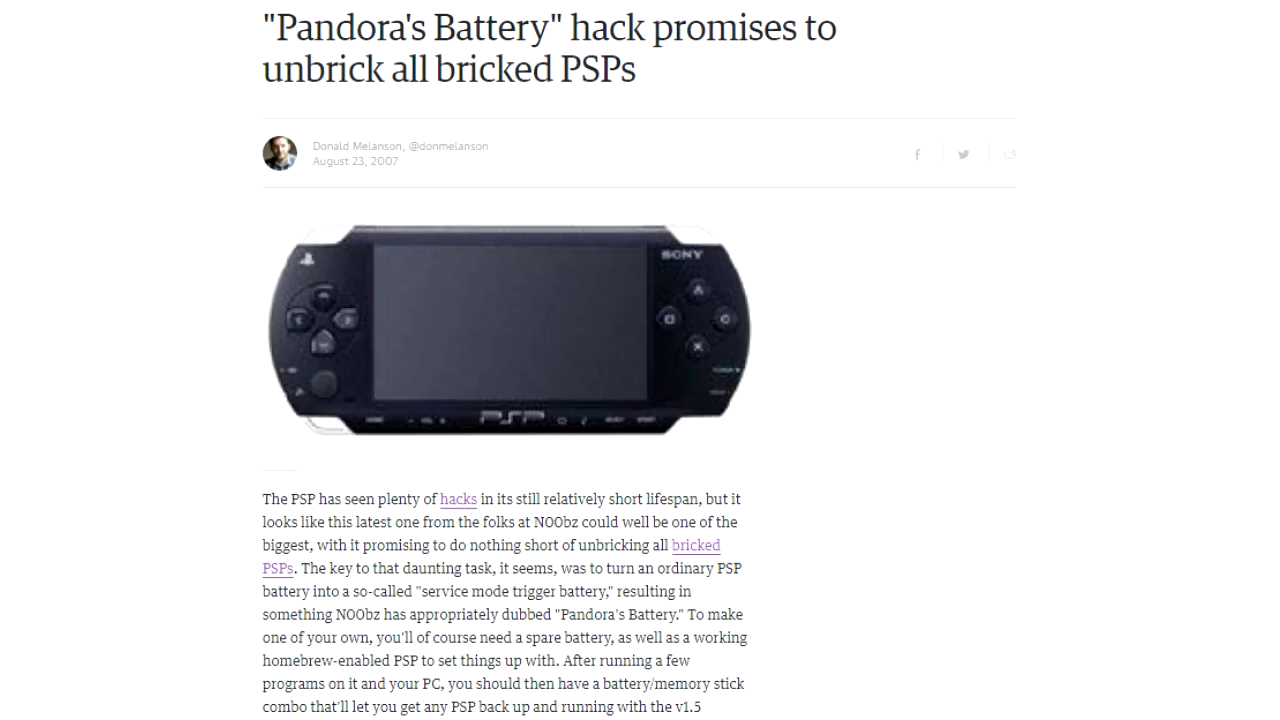 "Pandora's Battery" hack promises to
unbrick all bricked PSPs
Donald Melanson, @donmelanson
August 23, 2007
SONY
PSP
The PSP has seen plenty of hacks in its still relatively short lifespan, but it
looks like this latest one from the folks at N00bz could well be one of the
biggest, with it promising to do nothing short of unbricking all bricked
PSPs. The key to that daunting task, it seems, was to turn an ordinary PSP
battery into a so-called "service mode trigger battery," resulting in
something N00bz has appropriately dubbed "Pandora's Battery." To make
one of your own, you'll of course need a spare battery, as well as a working
homebrew-enabled PSP to set things up with. After running a few
programs on it and your PC, you should then have a battery/memory stick
combo that'll let you get any PSP back up and running with the v1.5